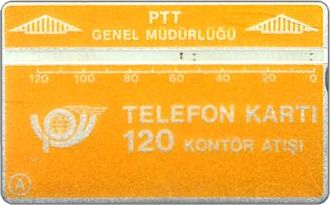 PTT
GENEL MÜDÜRLÜĞÜ
120 100 80 60 40 20 0
TELEFON KARTI
120 KONTÖR ATIŞI
A